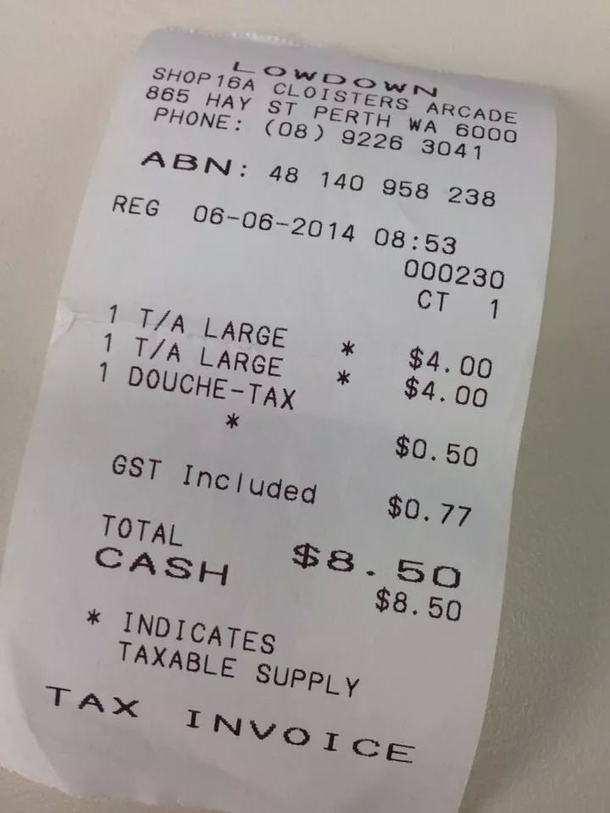 LOWDOWN
SHOP16A CLOISTERS ARCADE
865 HAY ST PERTH WA 6000
PHONE: (08) 9226 3041
ABN: 48 140 958 238
REG 06-06-2014 08:53
000230
CT 1
1 T/A LARGE * $4.00
1 T/A LARGE * $4.00
1 DOUCHE-TAX
* $0.50
GST Included $0.77
TOTAL $8.50
CASH $8.50
* INDICATES
TAXABLE SUPPLY
TAX INVOICE